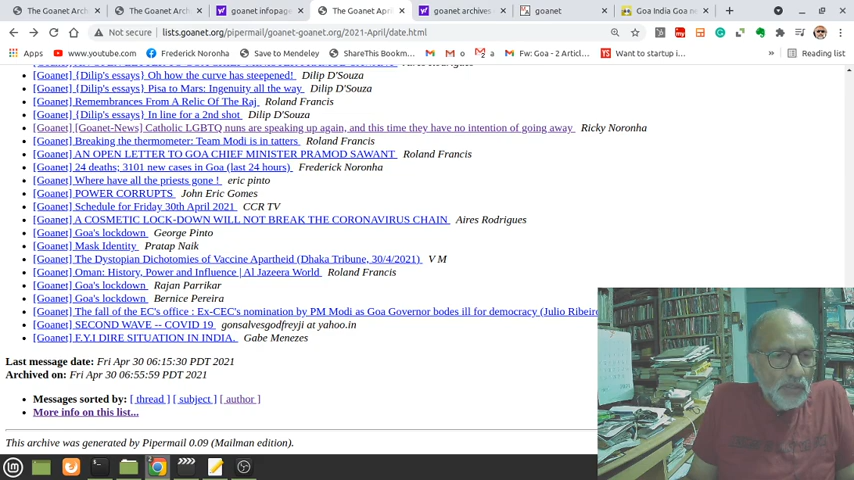 The Goanet Arch
The Goanet Arch
goanet infopage
The Goanet April
goanet archives
goanet
Goa India Goa ne
Not secure
lists.goanet.org/pipermail/goanet-goanet.org/2021-April/date.html
Apps
www.youtube.com
Frederick Noronha
Save to Mendeley
ShareThis Bookm...
M
M o
2 a
Fw: Goa - 2 Articl...
Want to startup i...
»
Reading list
[Goanet] {Dilip's essays} Oh how the curve has steepened! Dilip D'Souza
[Goanet] {Dilip's essays} Pisa to Mars: Ingenuity all the way Dilip D'Souza
[Goanet] Remembrances From A Relic Of The Raj Roland Francis
[Goanet] {Dilip's essays} In line for a 2nd shot Dilip D'Souza
[Goanet] [Goanet-News] Catholic LGBTQ nuns are speaking up again, and this time they have no intention of going away Ricky Noronha
[Goanet] Breaking the thermometer: Team Modi is in tatters Roland Francis
[Goanet] AN OPEN LETTER TO GOA CHIEF MINISTER PRAMOD SAWANT Roland Francis
[Goanet] 24 deaths; 3101 new cases in Goa (last 24 hours) Frederick Noronha
[Goanet] Where have all the priests gone ! eric pinto
[Goanet] POWER CORRUPTS John Eric Gomes
[Goanet] Schedule for Friday 30th April 2021 CCR TV
[Goanet] A COSMETIC LOCK-DOWN WILL NOT BREAK THE CORONAVIRUS CHAIN Aires Rodrigues
[Goanet] Goa's lockdown George Pinto
[Goanet] Mask Identity Pratap Naik
[Goanet] The Dystopian Dichotomies of Vaccine Apartheid (Dhaka Tribune, 30/4/2021) V M
[Goanet] Oman: History, Power and Influence | Al Jazeera World Roland Francis
[Goanet] Goa's lockdown Rajan Parrikar
[Goanet] Goa's lockdown Bernice Pereira
[Goanet] The fall of the EC's office : Ex-CEC's nomination by PM Modi as Goa Governor bodes ill for democracy (Julio Ribeiro
[Goanet] SECOND WAVE -- COVID 19 gonsalvesgodfreyji at yahoo.in
[Goanet] F.Y.I DIRE SITUATION IN INDIA. Gabe Menezes
Last message date: Fri Apr 30 06:15:30 PDT 2021
Archived on: Fri Apr 30 06:55:59 PDT 2021
Messages sorted by: [ thread ] [ subject ] [ author ]
More info on this list...
This archive was generated by Pipermail 0.09 (Mailman edition).